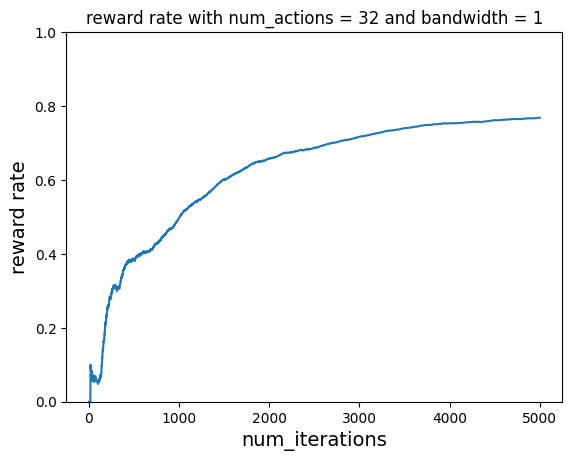 reward rate with num_actions = 32 and bandwidth = 1
1.0
0.8
0.6
0.4
0.2
0.0
reward rate
0 1000 2000 3000 4000 5000
num_iterations